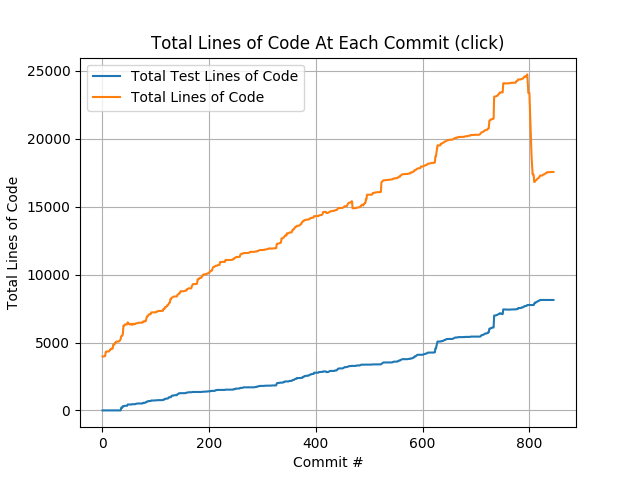 Total Lines of Code At Each Commit (click)
Total Test Lines of Code
Total Lines of Code
Total Lines of Code
25000
20000
15000
10000
5000
0
0 200 400 600 800
Commit #